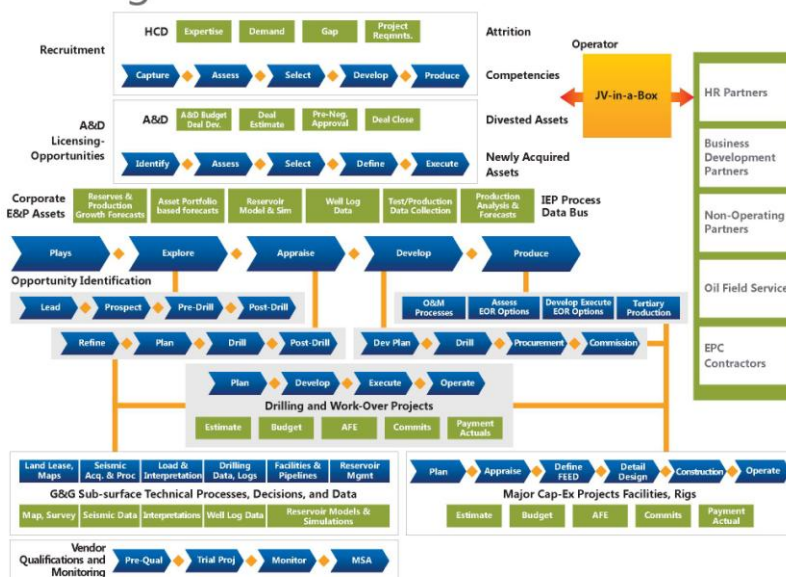 HCD
Expertise
Demand
Gap
Project
Reqmnts.
Recruitment
Attrition
Capture
Assess
Select
Develop
Produce
Competencies
A&D
Licensing-
Opportunities
A&D
A&D Budget
Deal Dev.
Deal
Estimate
Pre-Neg.
Approval
Deal Close
Divested Assets
Identify
Assess
Select
Define
Execute
Newly Acquired
Assets
Operator
JV-in-a-Box
HR Partners
Business
Development
Partners
Non-Operating
Partners
Oil Field Service
EPC
Contractors
Corporate
E&P Assets
Reserves &
Production
Growth Forecasts
Asset Portfolio
based forecasts
Reservoir
Model & Sim
Well Log
Data
Test/Production
Data Collection
Production
Analysis &
Forecasts
IEP Process
Data Bus
Plays
Explore
Appraise
Develop
Produce
Opportunity Identification
Lead
Prospect
Pre-Drill
Post-Drill
O&M
Processes
Assess
EOR Options
Develop Execute
EOR Options
Tertiary
Production
Refine
Plan
Drill
Post-Drill
Dev Plan
Drill
Procurement
Commission
Plan
Develop
Execute
Operate
Drilling and Work-Over Projects
Estimate
Budget
AFE
Commits
Payment
Actuals
Land Lease,
Maps
Seismic
Acq. & Proc
Load &
Interpretation
Drilling
Data, Logs
Facilities &
Pipelines
Reservoir
Mgmt
G&G Sub-surface Technical Processes, Decisions, and Data
Map, Survey
Seismic Data
Interpretations
Well Log Data
Reservoir Models &
Simulations
Plan
Appraise
Define
FEED
Detail
Design
Construction
Operate
Major Cap-Ex Projects Facilities, Rigs
Estimate
Budget
AFE
Commits
Payment
Actual
Vendor
Qualifications and
Monitoring
Pre-Qual
Trial Proj
Monitor
MSA